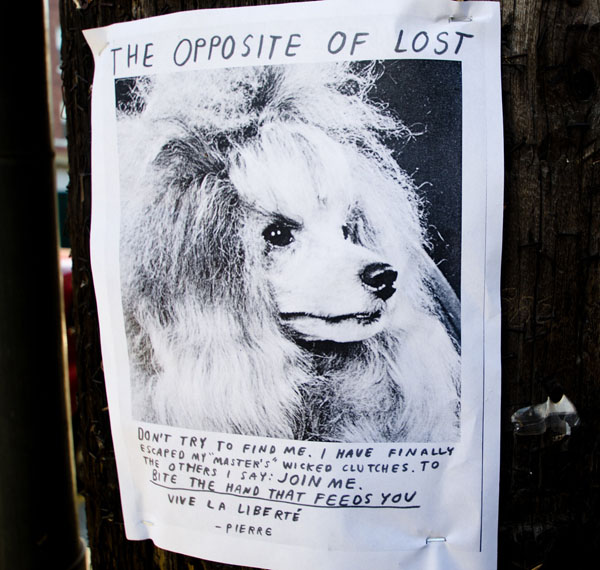 THE OPPOSITE OF LOST
DON'T TRY TO FIND ME. I HAVE FINALLY
ESCAPED MY "MASTER'S" WICKED CLUTCHES. TO
THE OTHERS I SAY: JOIN ME.
BITE THE HAND THAT FEEDS YOU
VIVE LA LIBERTÉ
- PIERRE